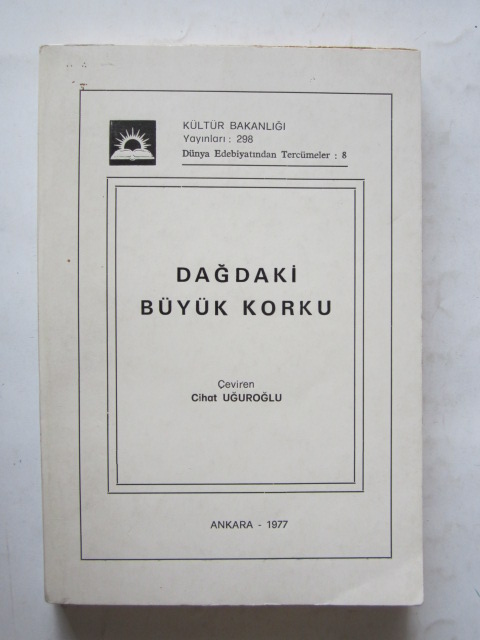 KÜLTÜR BAKANLIĞI
Yayınları : 298
Dünya Edebiyatından Tercümeler : 8
DAĞDAKİ
BÜYÜK KORKU
Çeviren
Cihat UĞUROĞLU
ANKARA - 1977